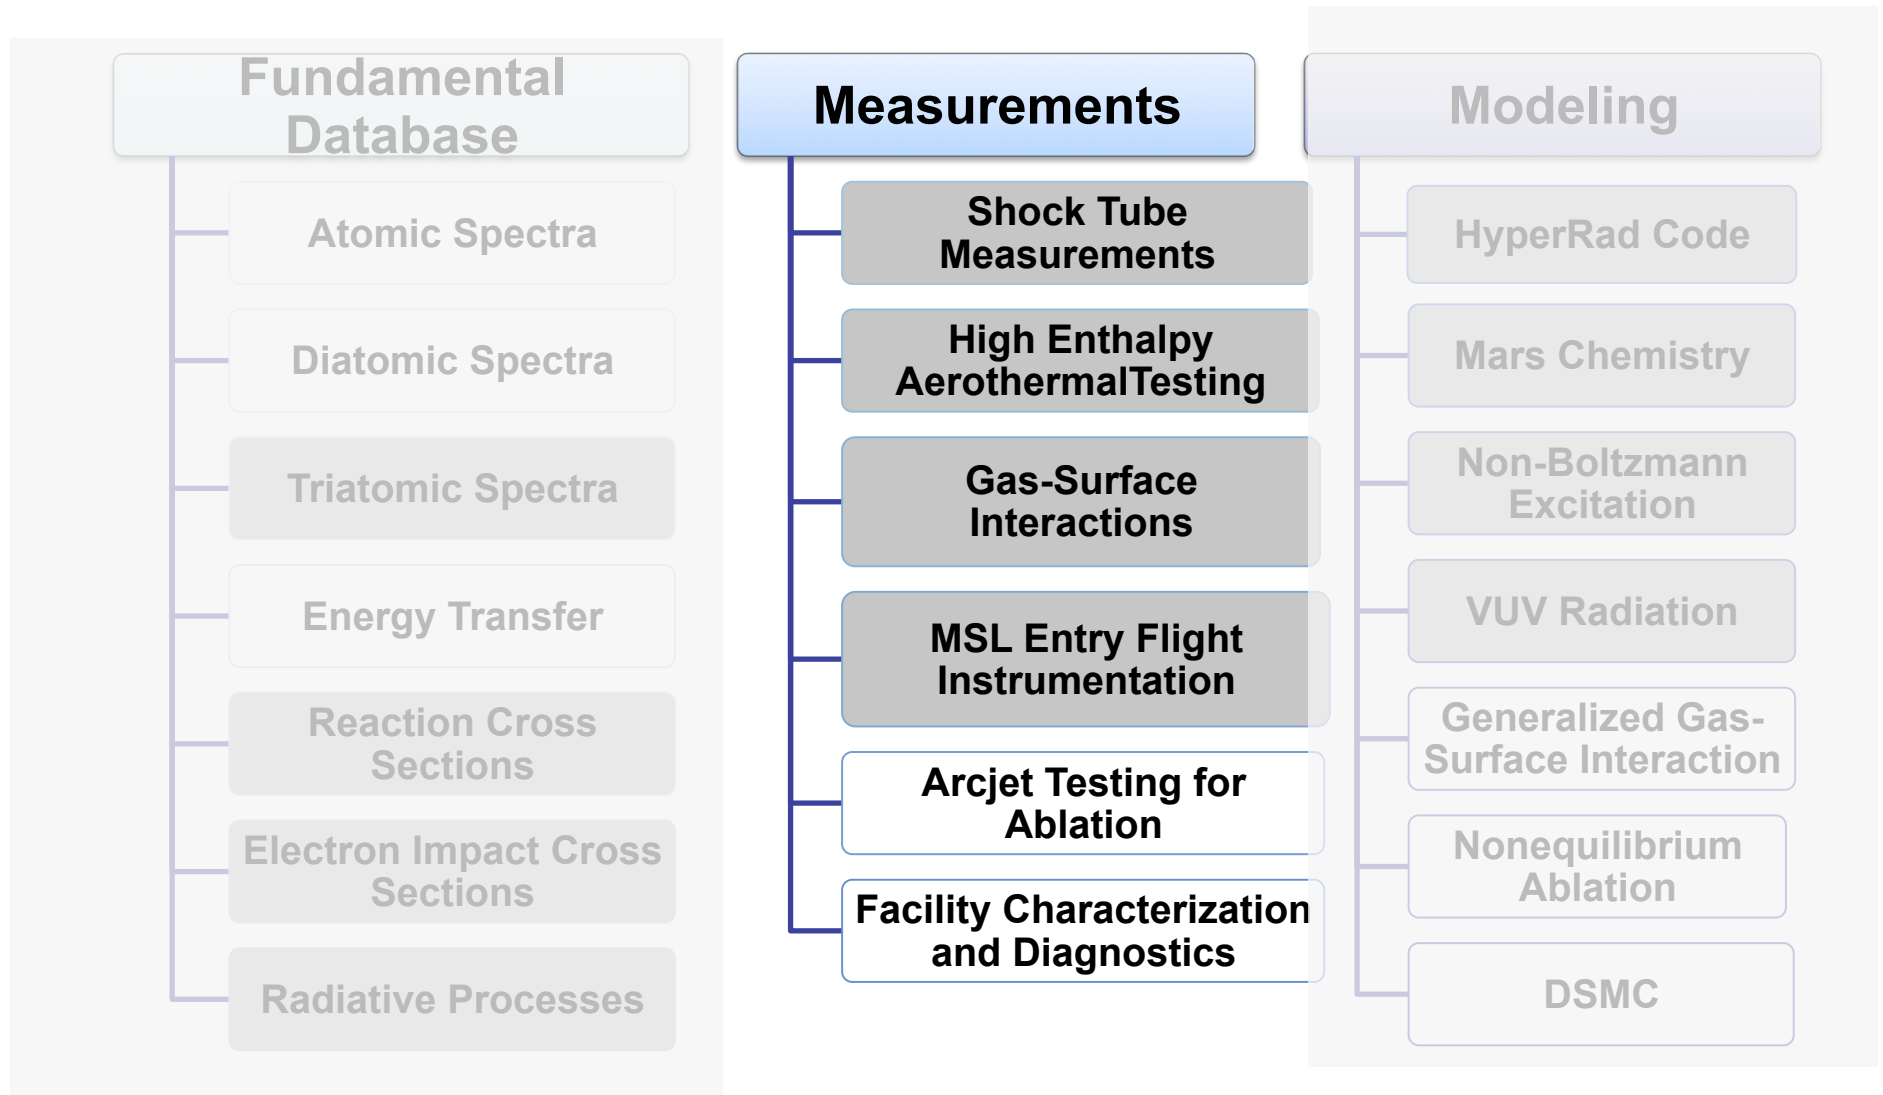 Fundamental
Database
Atomic Spectra
Diatomic Spectra
Triatomic Spectra
Energy Transfer
Reaction Cross
Sections
Electron Impact Cross
Sections
Radiative Processes
Measurements
Shock Tube
Measurements
High Enthalpy
AerothermalTesting
Gas-Surface
Interactions
MSL Entry Flight
Instrumentation
Arcjet Testing for
Ablation
Facility Characterization
and Diagnostics
Modeling
HyperRad Code
Mars Chemistry
Non-Boltzmann
Excitation
VUV Radiation
Generalized Gas-
Surface Interaction
Nonequilibrium
Ablation
DSMC